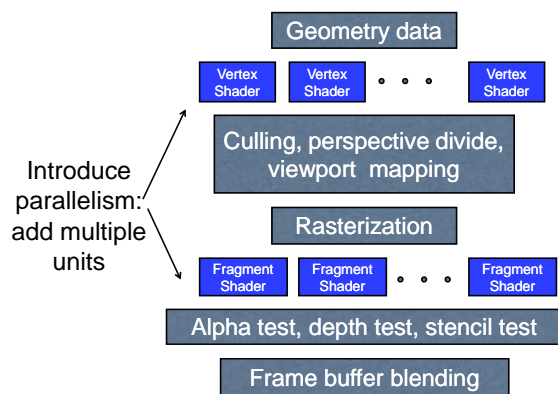 Geometry data
Vertex
Shader
Vertex
Shader
Vertex
Shader
Culling, perspective divide,
viewport mapping
Introduce
parallelism:
add multiple
units
Rasterization
Fragment
Shader
Fragment
Shader
Fragment
Shader
Alpha test, depth test, stencil test
Frame buffer blending